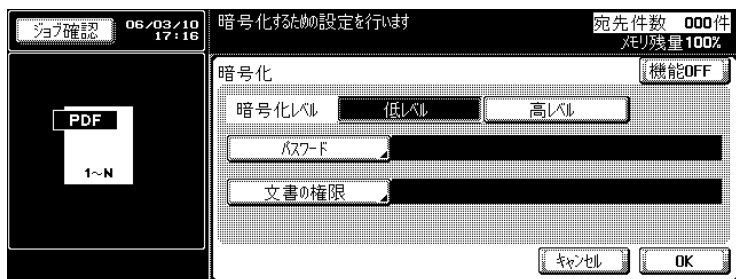 ジョブ確認
06/03/10
17:16
暗号化するための設定を行います
宛先件数 000件
メモリ残量100%
PDF
1~N
暗号化
機能OFF
暗号化レベル 低レベル 高レベル
パスワード
文書の権限
キャンセル OK